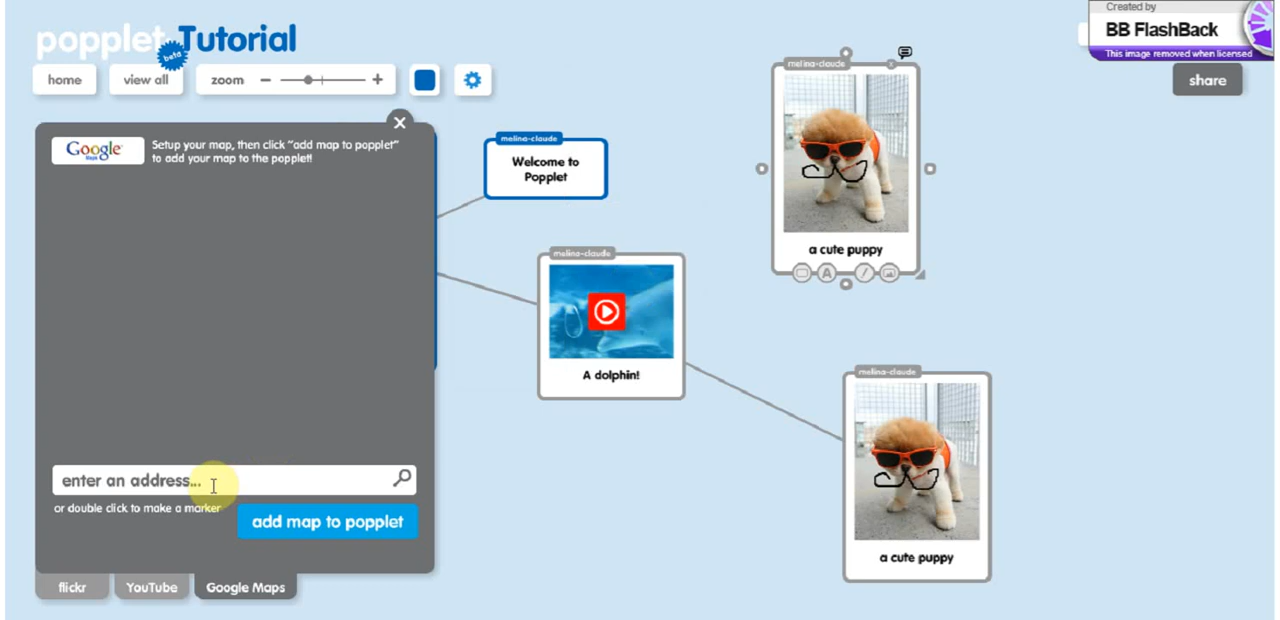 popplet Tutorial
beta
home
view all
zoom
share
Created by
BB FlashBack
This image removed when licensed
Google
Maps
Setup your map, then click "add map to popplet"
to add your map to the popplet!
enter an address...
or double click to make a marker
add map to popplet
flickr
YouTube
Google Maps
melina-claude
Welcome to
Popplet
melina-claude
A dolphin!
melina-claude
a cute puppy
A
melina-claude
a cute puppy